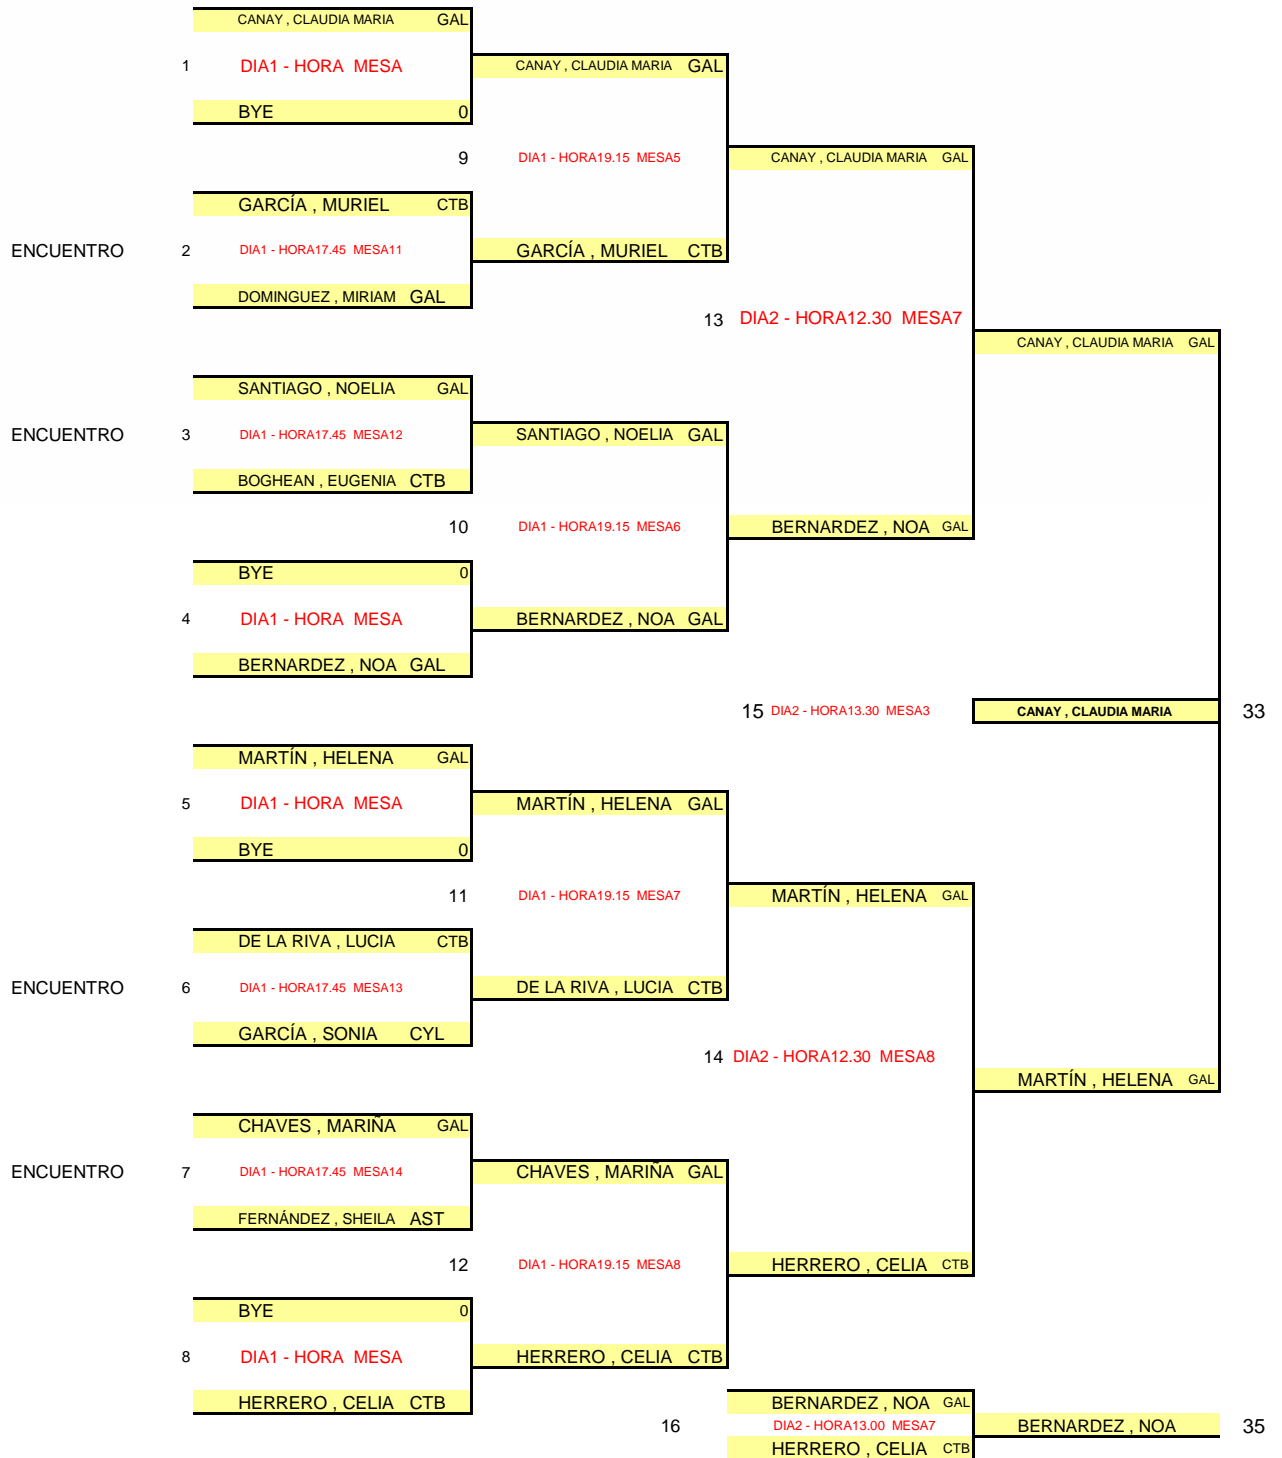 CANAY , CLAUDIA MARIA GAL
1 DIA1 - HORA MESA CANAY , CLAUDIA MARIA GAL
BYE 0
9 DIA1 - HORA19.15 MESA5 CANAY , CLAUDIA MARIA GAL
GARCÍA , MURIEL CTB
ENCUENTRO 2 DIA1 - HORA17.45 MESA11 GARCÍA , MURIEL CTB
DOMINGUEZ , MIRIAM GAL
13 DIA2 - HORA12.30 MESA7
CANAY , CLAUDIA MARIA GAL
SANTIAGO , NOELIA GAL
ENCUENTRO 3 DIA1 - HORA17.45 MESA12 SANTIAGO , NOELIA GAL
BOGHEAN , EUGENIA CTB
10 DIA1 - HORA19.15 MESA6 BERNARDEZ , NOA GAL
BYE 0
4 DIA1 - HORA MESA BERNARDEZ , NOA GAL
BERNARDEZ , NOA GAL
15 DIA2 - HORA13.30 MESA3 CANAY , CLAUDIA MARIA 33
MARTÍN , HELENA GAL
5 DIA1 - HORA MESA MARTÍN , HELENA GAL
BYE 0
11 DIA1 - HORA19.15 MESA7 MARTÍN , HELENA GAL
DE LA RIVA , LUCIA CTB
ENCUENTRO 6 DIA1 - HORA17.45 MESA13 DE LA RIVA , LUCIA CTB
GARCÍA , SONIA CYL
14 DIA2 - HORA12.30 MESA8
MARTÍN , HELENA GAL
CHAVES , MARIÑA GAL
ENCUENTRO 7 DIA1 - HORA17.45 MESA14 CHAVES , MARIÑA GAL
FERNÁNDEZ , SHEILA AST
12 DIA1 - HORA19.15 MESA8 HERRERO , CELIA CTB
BYE 0
8 DIA1 - HORA MESA HERRERO , CELIA CTB
HERRERO , CELIA CTB BERNARDEZ , NOA GAL
16 DIA2 - HORA13.00 MESA7 BERNARDEZ , NOA 35
HERRERO , CELIA CTB